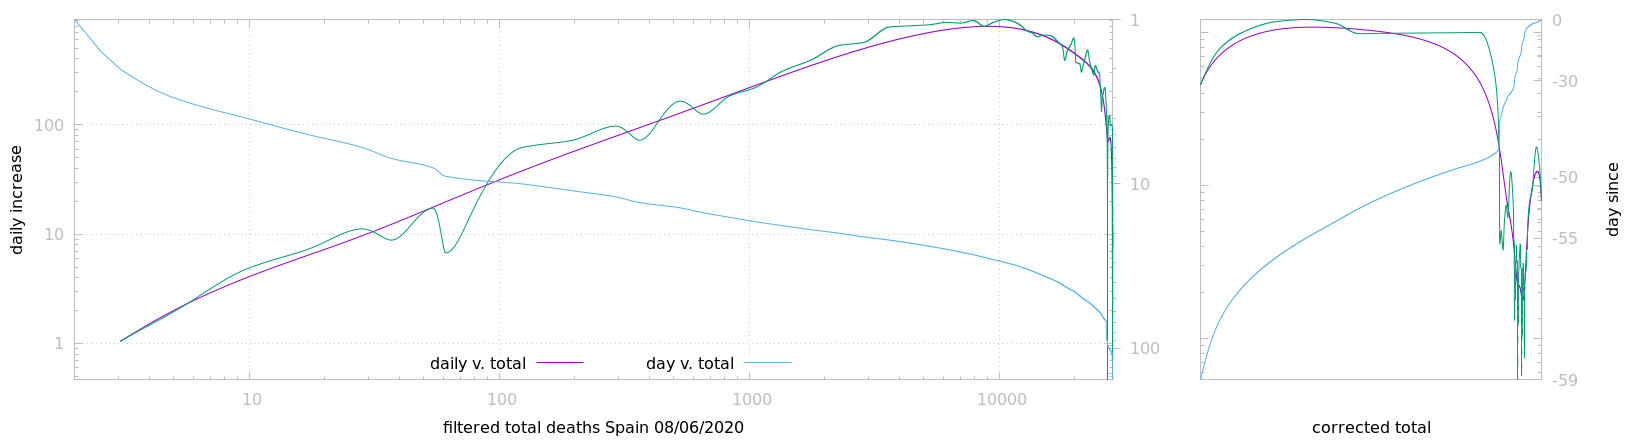 1
0
100
10
1
daily increase
10
100
-30
-50
-55
-59
day since
daily v. total
day v. total
10
100
1000
10000
filtered total deaths Spain 08/06/2020
corrected total